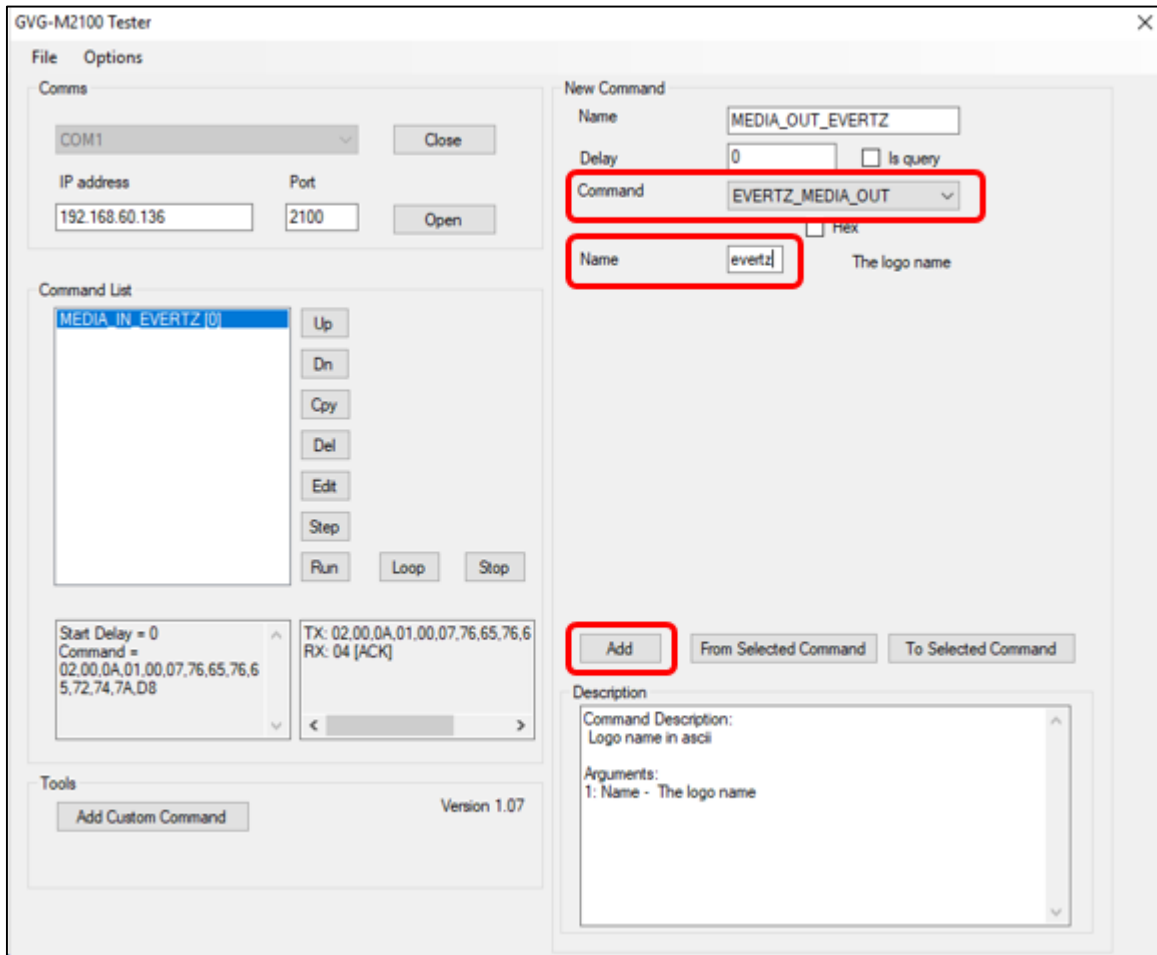 GVG-M2100 Tester
File Options
Comms
COM1
Close
IP address Port
192.168.60.136
2100
Open
Command List
MEDIA_IN_EVERTZ [0]
Up
Dn
Cpy
Del
Edit
Step
Run Loop Stop
Start Delay = 0
Command =
02,00,0A,01,00,07,76,65,76,6
5,72,74,7A,D8
TX: 02,00,0A,01,00,07,76,65,76,6
RX: 04 [ACK]
Tools
Add Custom Command
Version 1.07
New Command
Name MEDIA_OUT_EVERTZ
Delay 0 Is query
Command EVERTZ_MEDIA_OUT
Hex
Name evertz The logo name
Add From Selected Command To Selected Command
Description
Command Description:
Logo name in ascii
Arguments:
1: Name - The logo name